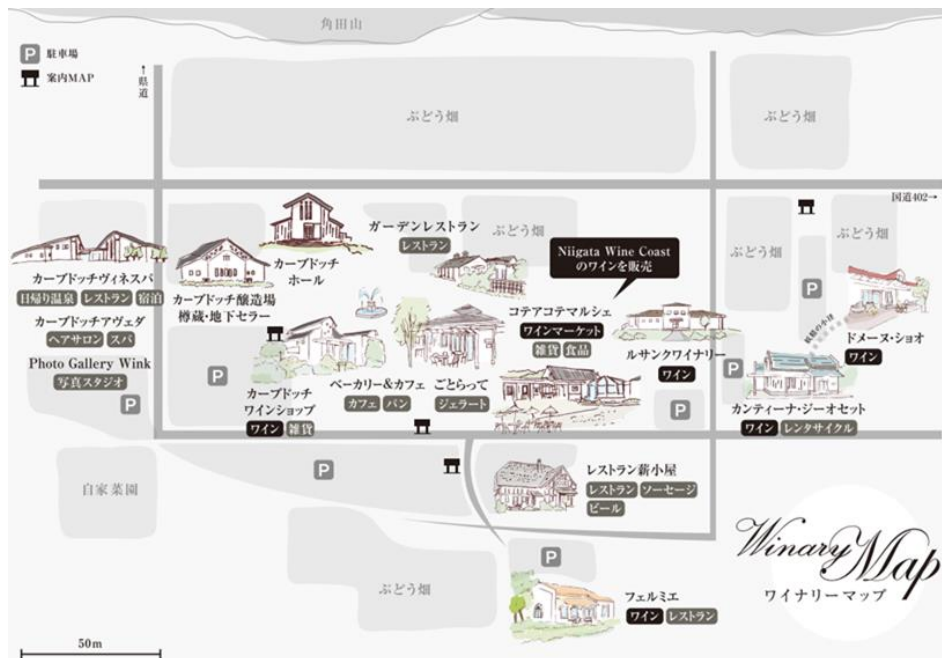 角田山
P 駐車場
案内MAP
↑県道
ぶどう畑
ぶどう畑
国道402→
カーブドッチヴィネスパ
日帰り温泉 レストラン 宿泊
カーブドッチアヴェダ
ヘアサロン スパ
Photo Gallery Wink
写真スタジオ
P
カーブドッチ醸造場
樽蔵・地下セラー
カーブドッチ
ホール
ガーデンレストラン
レストラン
ぶどう畑
Niigata Wine Coast
のワインを販売
P
カーブドッチ
ワインショップ
ワイン 雑貨
ベーカリー&カフェ
カフェ パン
ごとらって
ジェラート
コテアコテマルシェ
ワインマーケット
雑貨 食品
ルサンクワイナリー
ワイン
P
ぶどう畑
ぶどう畑
P
ドメーヌ・ショオ
ワイン
P
カンティーナ・ジーオセット
ワイン レンタサイクル
自家菜園
P
レストラン薪小屋
レストラン ソーセージ
ビール
ぶどう畑
P
フェルミエ
ワイン レストラン
Winary Map
ワイナリーマップ
50m